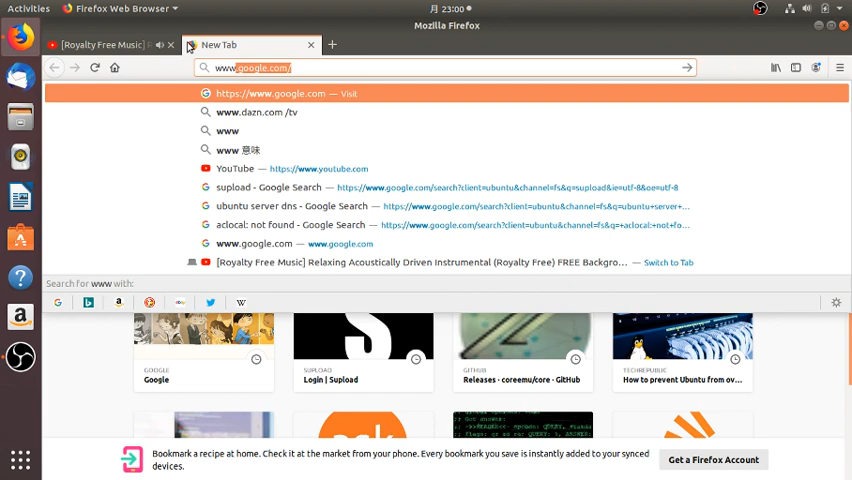 Activities Firefox Web Browser 月 23:00
Mozilla Firefox
[Royalty Free Music]
New Tab
www.google.com/
https://www.google.com — Visit
www.dazn.com /tv
www
www 意味
YouTube — https://www.youtube.com
supload - Google Search — https://www.google.com/search?client=ubuntu&channel=fs&q=supload&ie=utf-8&oe=utf-8
ubuntu server dns - Google Search — https://www.google.com/search?client=ubuntu&channel=fs&q=ubuntu+server+...
aclocal: not found - Google Search — https://www.google.com/search?client=ubuntu&channel=fs&q=+aclocal:+not+fo...
www.google.com — www.google.com
[Royalty Free Music] Relaxing Acoustically Driven Instrumental (Royalty Free) FREE Backgro... — Switch to Tab
Search for www with:
GOOGLE
Google
SUPLOAD
Login | Supload
GITHUB
Releases · coreemu/core · GitHub
TECHREPUBLIC
How to prevent Ubuntu from ov...
ask
Bookmark a recipe at home. Check it at the market from your phone. Every bookmark you save is instantly added to your synced
devices.
Get a Firefox Account